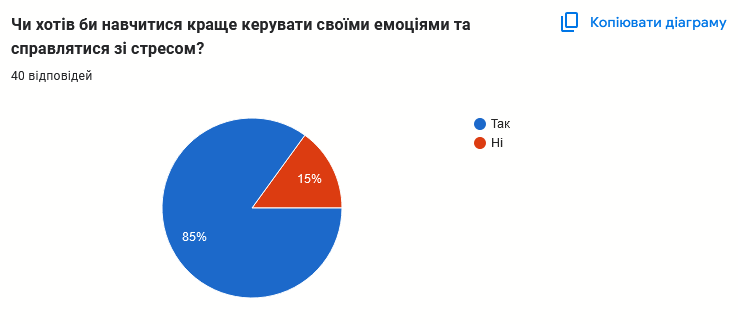 Чи хотів би навчитися краще керувати своїми емоціями та
справлятися зі стресом?
Копіювати діаграму
40 відповідей
Так
Ні
15%
85%